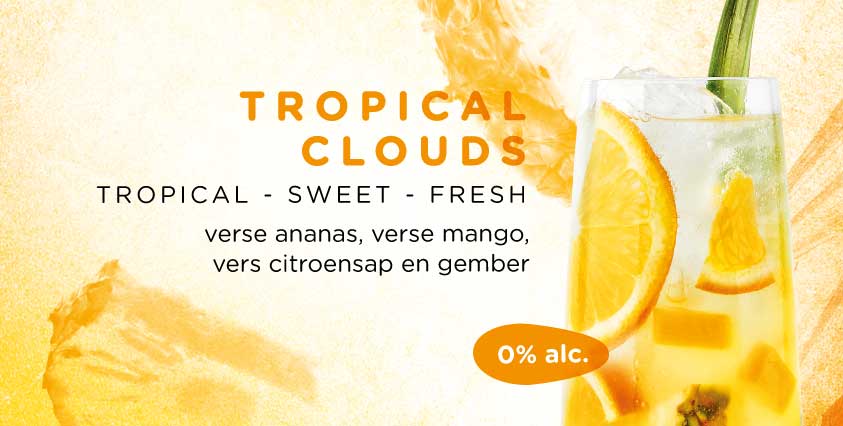 TROPICAL
CLOUDS
TROPICAL - SWEET - FRESH
verse ananas, verse mango,
vers citroensap en gember
0% alc.